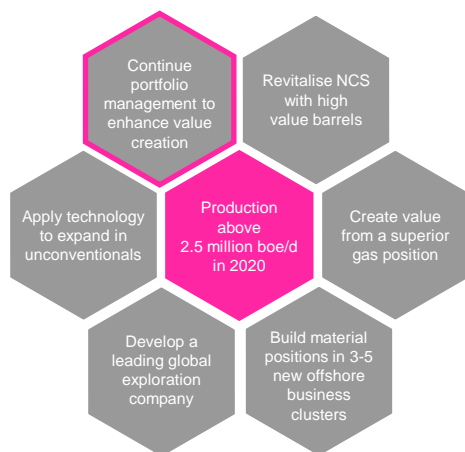 Continue
portfolio
management to
enhance value
creation
Revitalise NCS
with high
value barrels
Apply technology
to expand in
unconventionals
Production
above
2.5 million boe/d
in 2020
Create value
from a superior
gas position
Develop a
leading global
exploration
company
Build material
positions in 3-5
new offshore
business
clusters